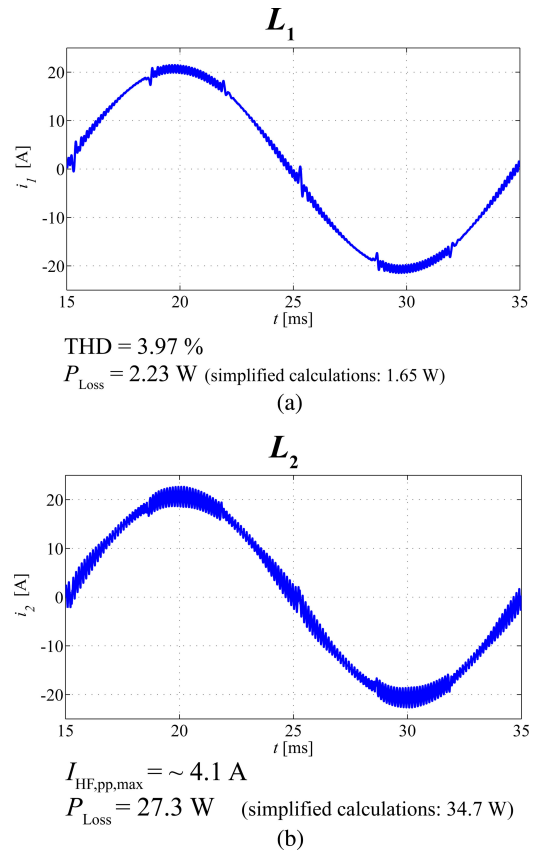 L1
20
10
0
-10
-20
i1 [A]
15 20 25 30 35
t [ms]
THD = 3.97 %
PLoss = 2.23 W (simplified calculations: 1.65 W)
(a)
L2
20
10
0
-10
-20
i2 [A]
15 20 25 30 35
t [ms]
IHF,pp,max = ~ 4.1 A
PLoss = 27.3 W (simplified calculations: 34.7 W)
(b)